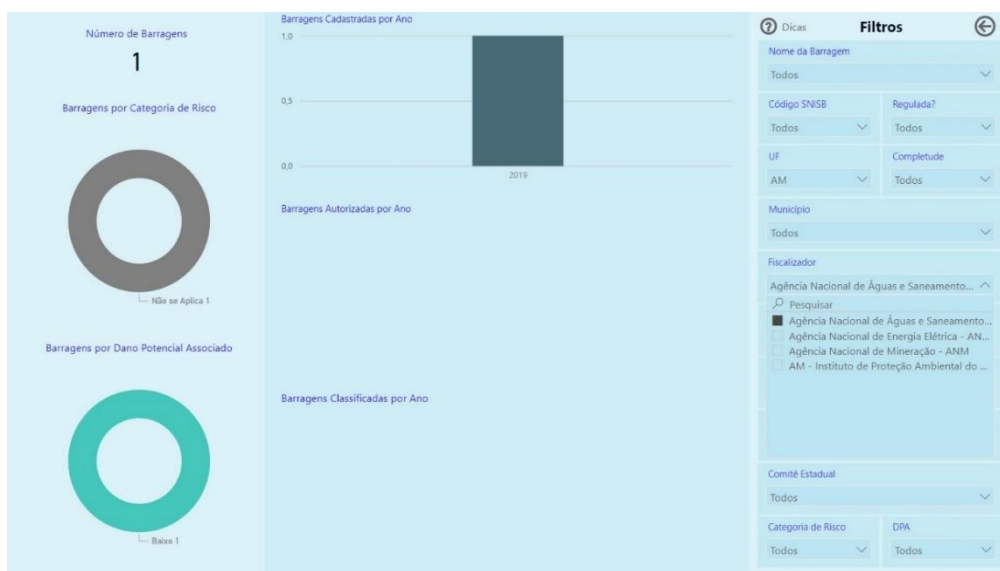 Número de Barragens
1
Barragens por Categoria de Risco
Não se Aplica 1
Barragens por Dano Potencial Associado
Baixo 1
Barragens Cadastradas por Ano
1,0
0,5
0,0
2019
Barragens Autorizadas por Ano
Barragens Classificadas por Ano
? Dicas Filtros
Nome da Barragem
Todos
Código SNISB Regulada?
Todos Todos
UF Completude
AM Todos
Município
Todos
Fiscalizador
Agência Nacional de Águas e Saneamento...
Pesquisar
Agência Nacional de Águas e Saneamento...
Agência Nacional de Energia Elétrica - AN...
Agência Nacional de Mineração - ANM
AM - Instituto de Proteção Ambiental do ...
Comitê Estadual
Todos
Categoria de Risco DPA
Todos Todos